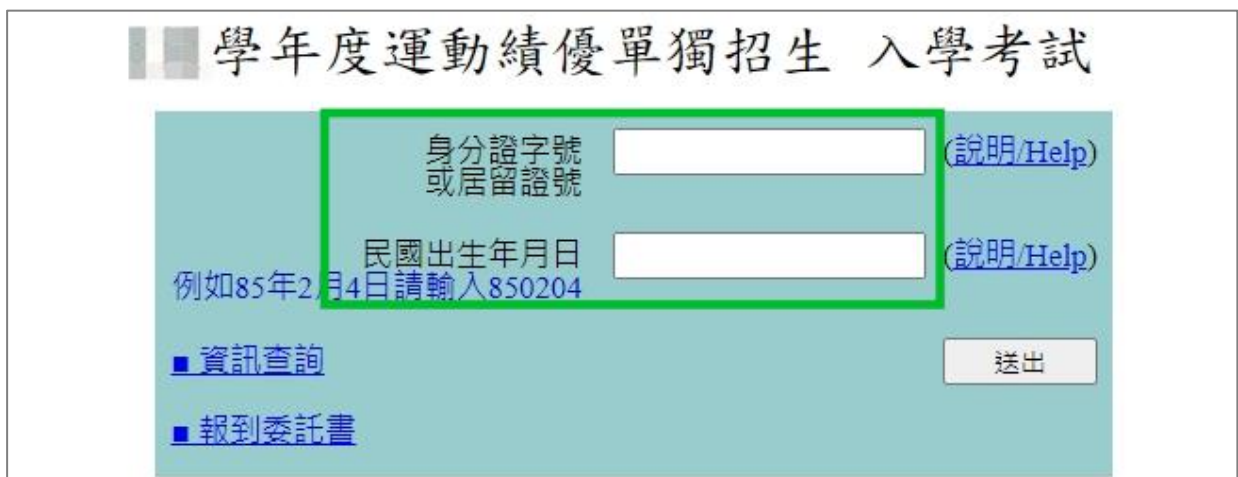 學年度運動績優單獨招生 入學考試
身分證字號
或居留證號
(說明/Help)
民國出生年月日
(說明/Help)
例如85年2月4日請輸入850204
■ 資訊查詢
送出
■ 報到委託書